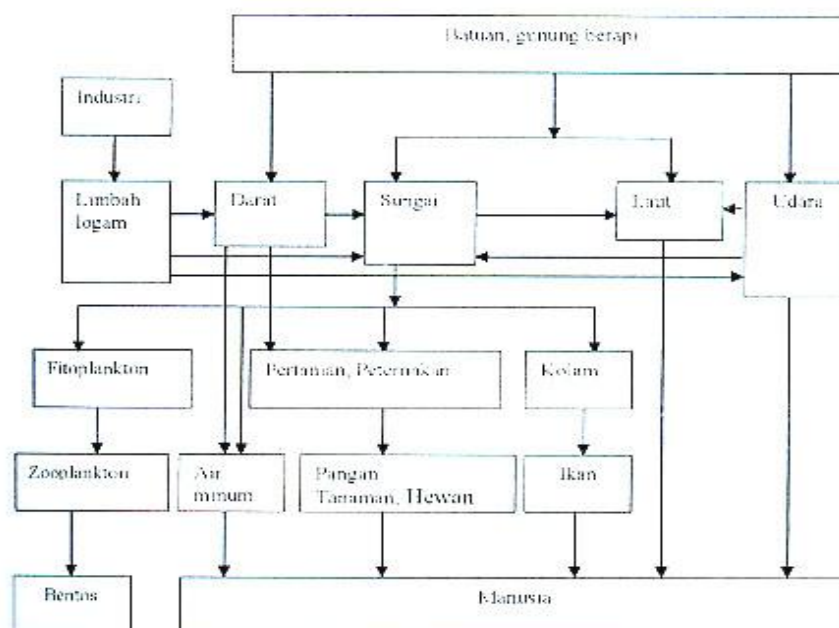 Batuan, gunung berapi
Industri
Limbah
logam
Darat
Sungai
Laut
Udara
Fitoplankton
Pertanian, Peternakan
Kolam
Zooplankton
Air
minum
Pangan
Tanaman, Hewan
Ikan
Bentos
Manusia